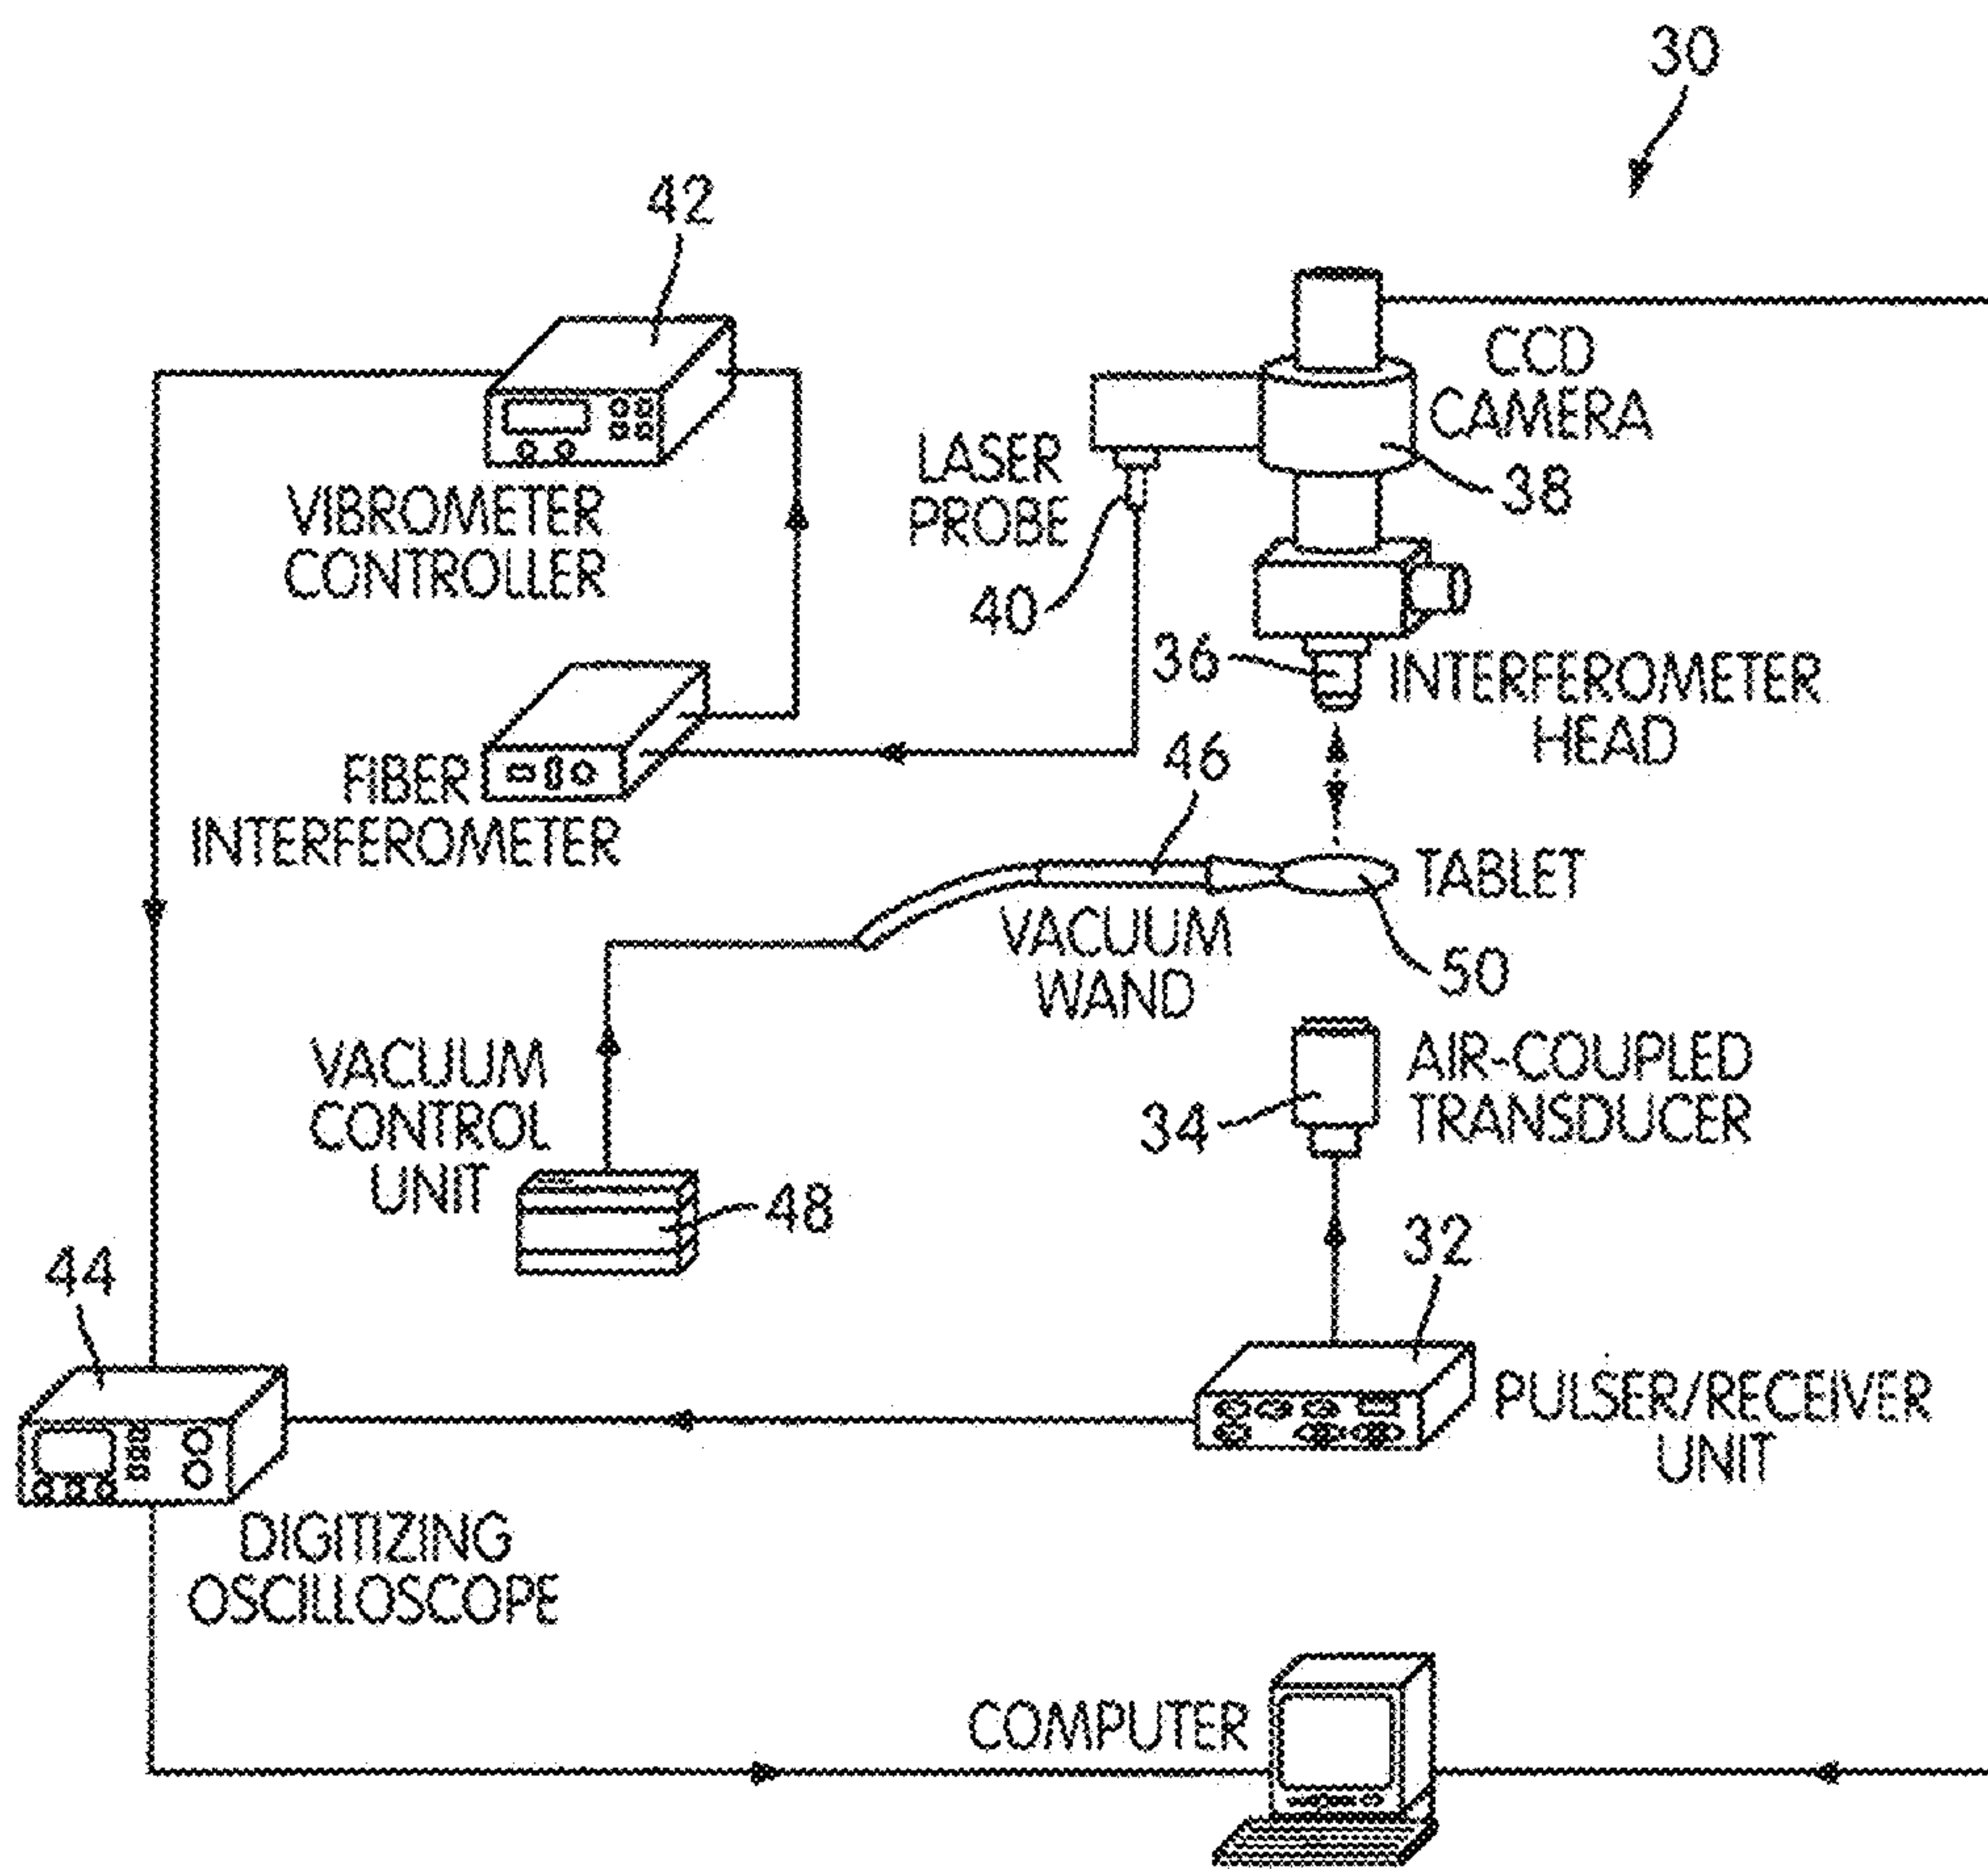 30
42
CCD
CAMERA
LASER
PROBE
38
VIBROMETER
CONTROLLER
40
36
INTERFEROMETER
HEAD
FIBER
INTERFEROMETER
46
TABLET
VACUUM
WAND
50
VACUUM
CONTROL
UNIT
AIR-COUPLED
TRANSDUCER
34
48
32
44
PULSER/RECEIVER
UNIT
DIGITIZING
OSCILLOSCOPE
COMPUTER